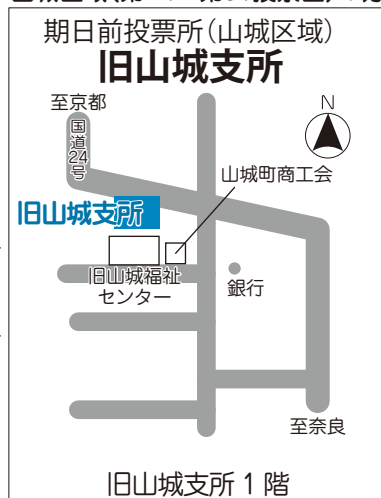 期日前投票所（山城区域）
旧山城支所
至京都
N
国道24号
山城町商工会
旧山城支所
旧山城福祉
センター
銀行
至奈良
旧山城支所 1 階